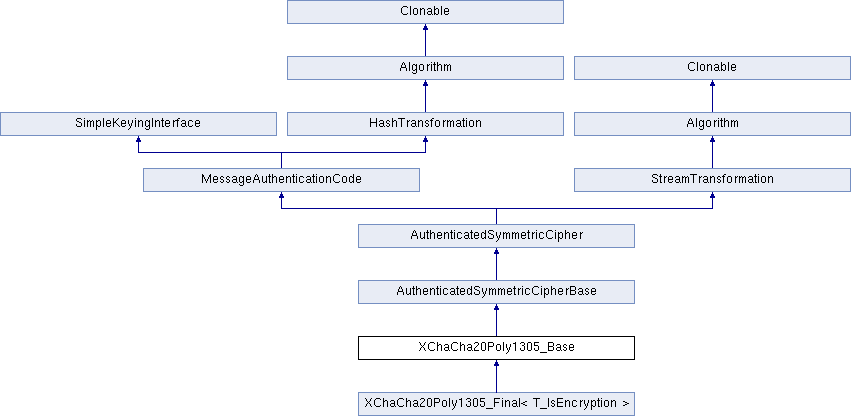 Clonable
Algorithm
Clonable
SimpleKeyingInterface
HashTransformation
Algorithm
MessageAuthenticationCode
StreamTransformation
AuthenticatedSymmetricCipher
AuthenticatedSymmetricCipherBase
XChaCha20Poly1305_Base
XChaCha20Poly1305_Final< T_IsEncryption >